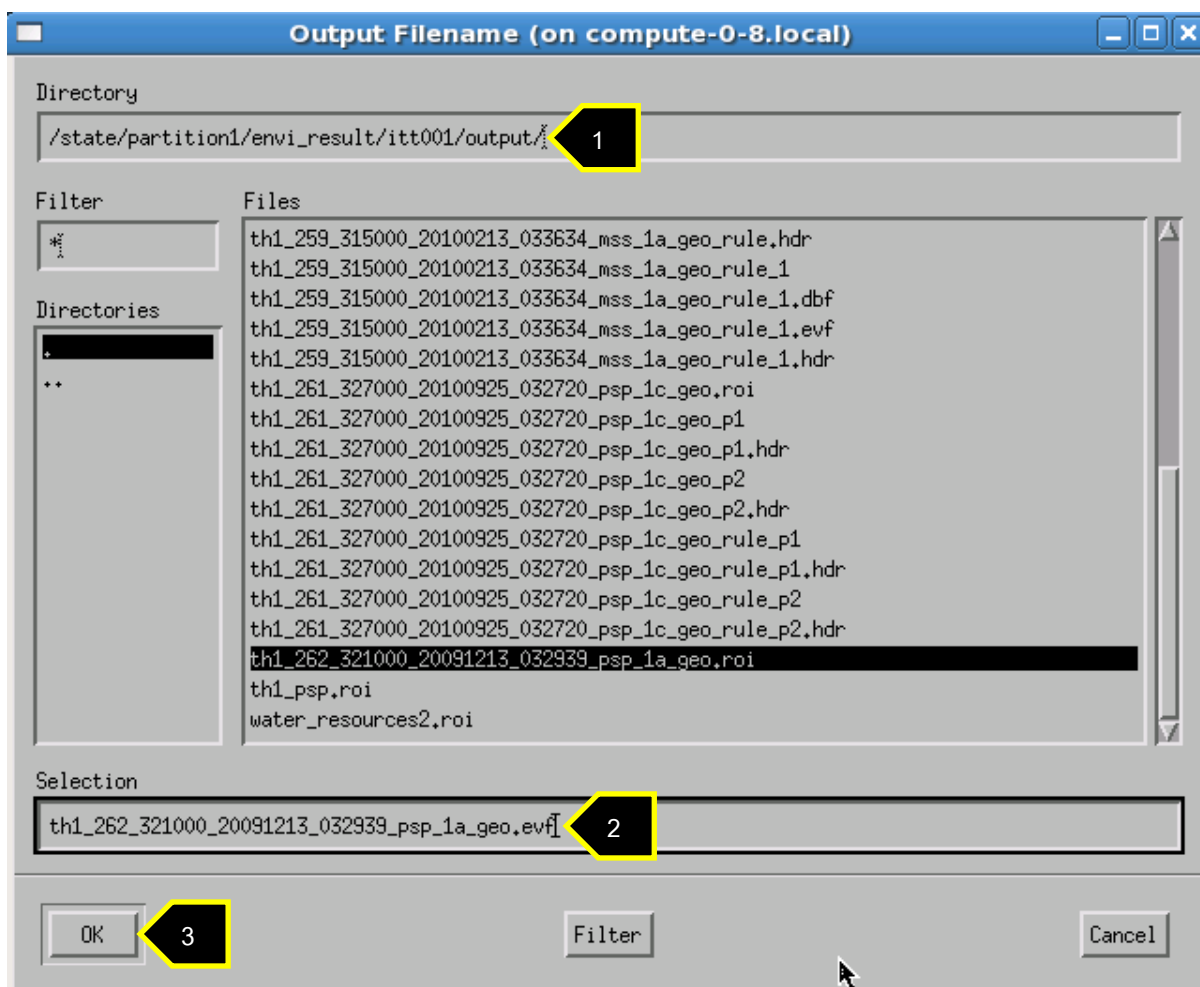 Output Filename (on compute-0-8.local)
Directory
/state/partition1/envi_result/itt001/output/
1
Filter
*
Files
th1_259_315000_20100213_033634_mss_1a_geo_rule.hdr
th1_259_315000_20100213_033634_mss_1a_geo_rule_1
th1_259_315000_20100213_033634_mss_1a_geo_rule_1.dbf
th1_259_315000_20100213_033634_mss_1a_geo_rule_1.evf
th1_259_315000_20100213_033634_mss_1a_geo_rule_1.hdr
th1_261_327000_20100925_032720_psp_1c_geo.roi
th1_261_327000_20100925_032720_psp_1c_geo_p1
th1_261_327000_20100925_032720_psp_1c_geo_p1.hdr
th1_261_327000_20100925_032720_psp_1c_geo_p2
th1_261_327000_20100925_032720_psp_1c_geo_p2.hdr
th1_261_327000_20100925_032720_psp_1c_geo_rule_p1
th1_261_327000_20100925_032720_psp_1c_geo_rule_p1.hdr
th1_261_327000_20100925_032720_psp_1c_geo_rule_p2
th1_261_327000_20100925_032720_psp_1c_geo_rule_p2.hdr
th1_262_321000_20091213_032939_psp_1a_geo.roi
th1_psp.roi
water_resources2.roi
Directories
.
..
Selection
th1_262_321000_20091213_032939_psp_1a_geo.evf
2
OK
3
Filter
Cancel